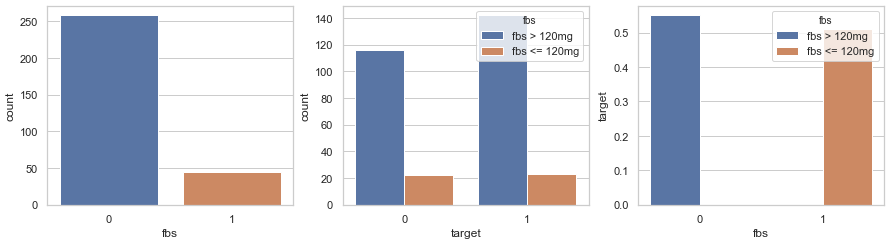 250
200
150
100
50
0
count
0
1
fbs
140
120
100
80
60
40
20
0
count
fbs
fbs > 120mg
fbs <= 120mg
0
1
target
0.5
0.4
0.3
0.2
0.1
0.0
target
fbs
fbs > 120mg
fbs <= 120mg
0
1
fbs